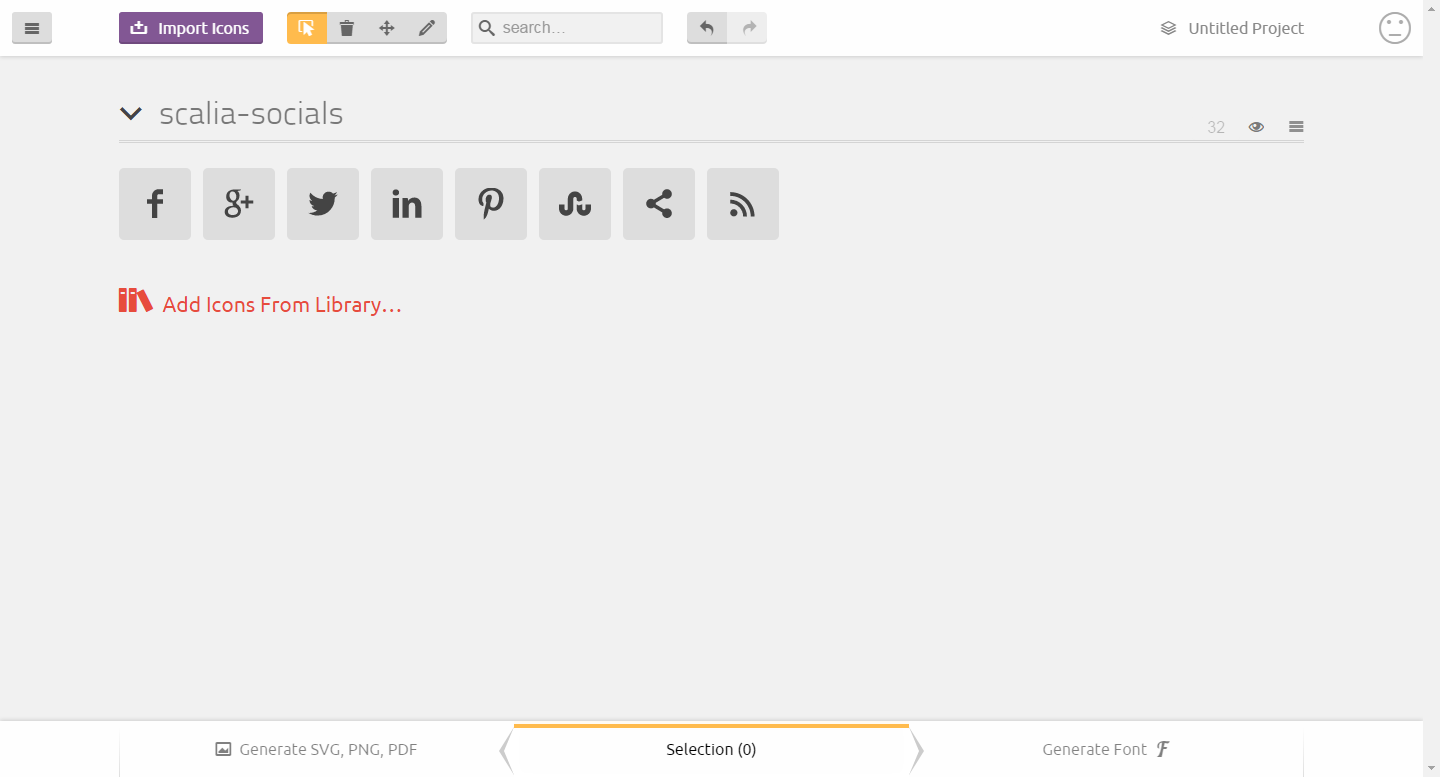 Import Icons
search...
Untitled Project
scalia-socials
32
Add Icons From Library...
Generate SVG, PNG, PDF
Selection (0)
Generate Font